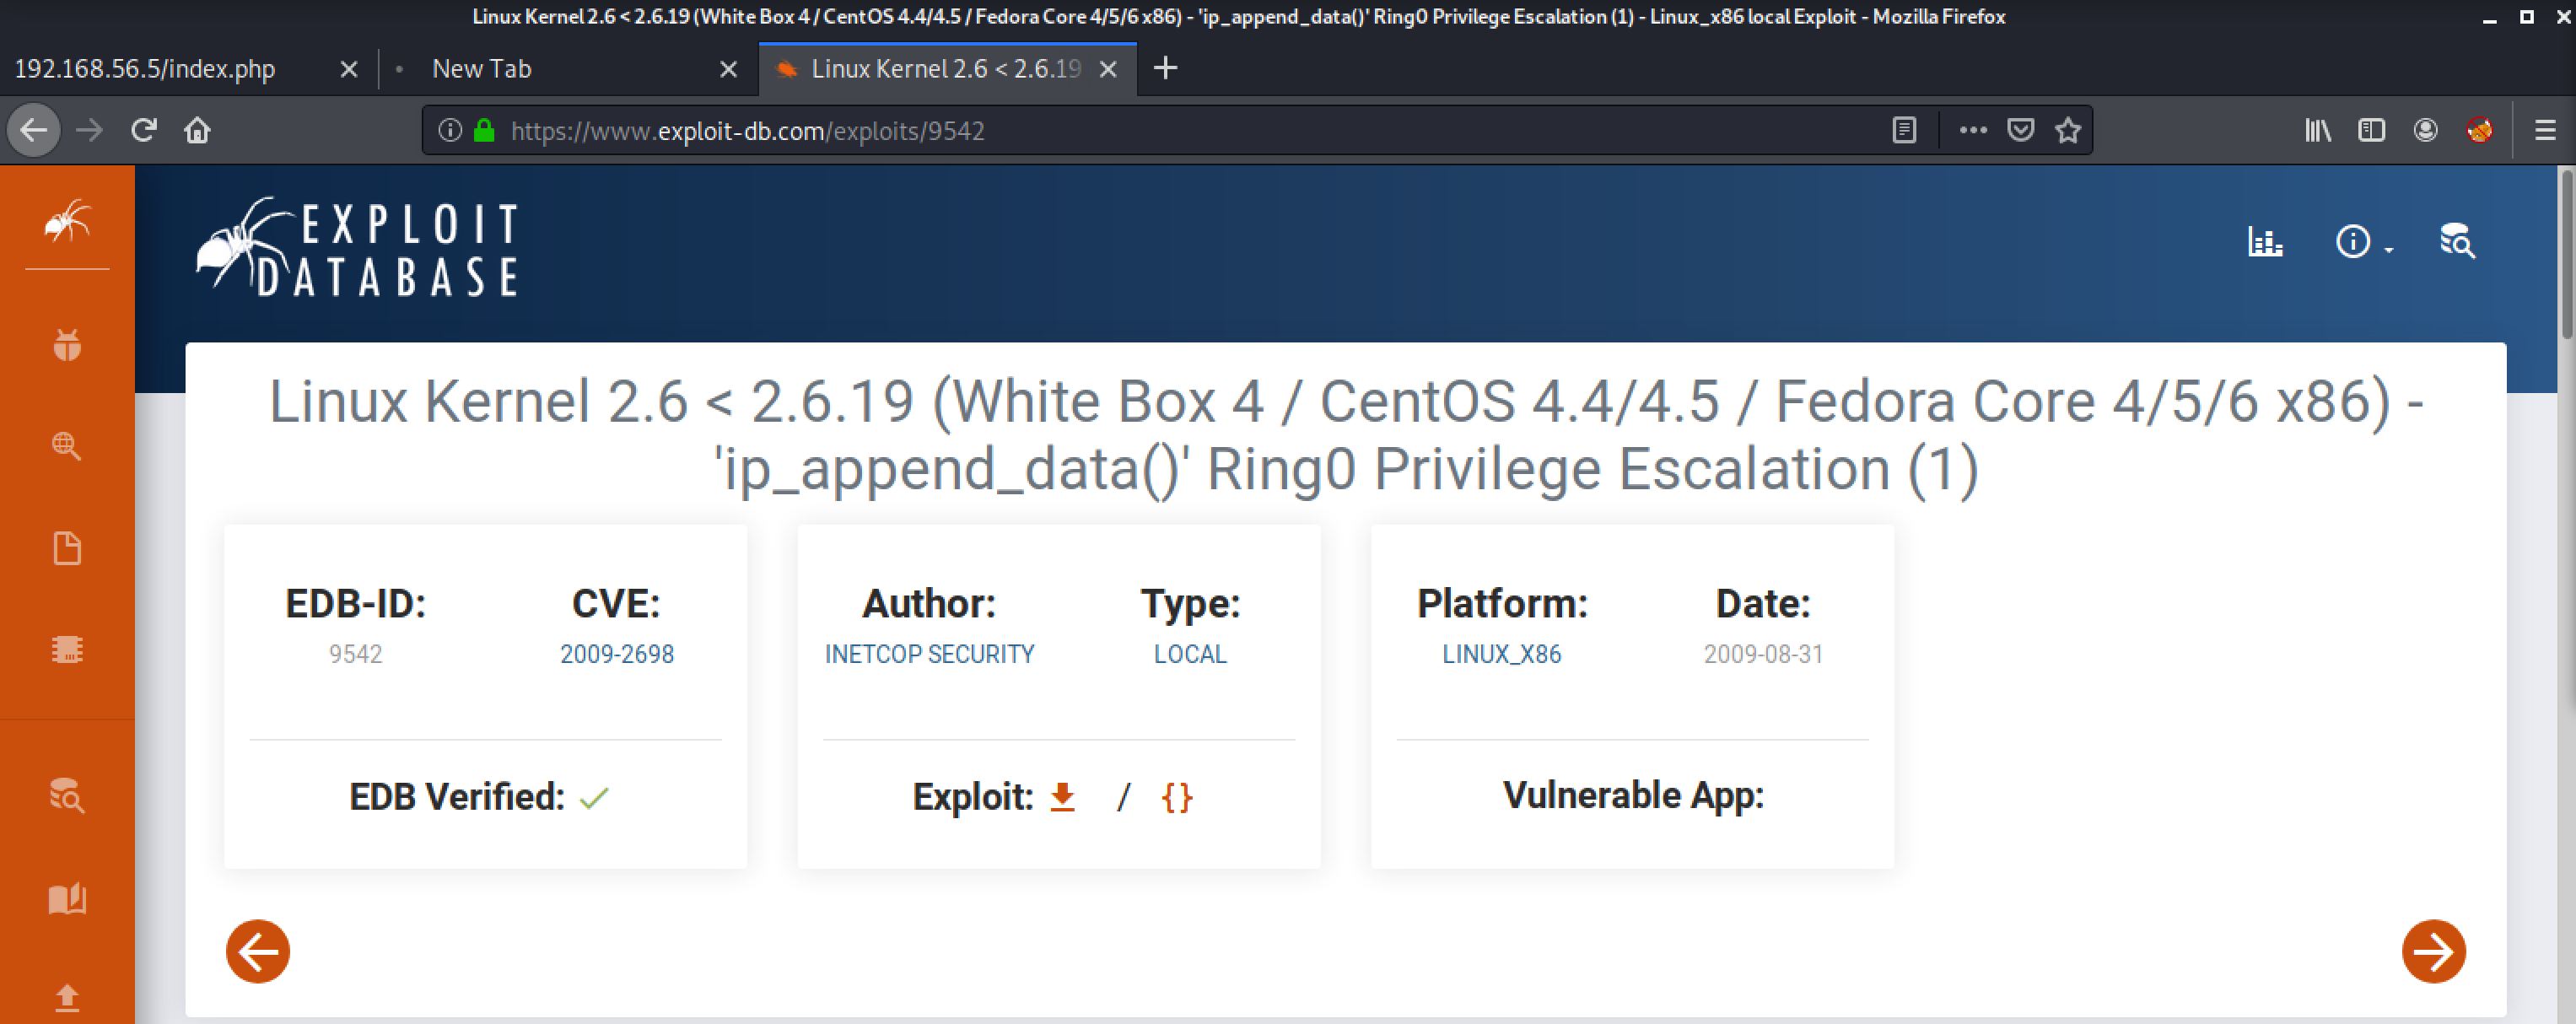 Linux Kernel 2.6 < 2.6.19 (White Box 4 / CentOS 4.4/4.5 / Fedora Core 4/5/6 x86) - 'ip_append_data()' Ring0 Privilege Escalation (1) - Linux_x86 local Exploit - Mozilla Firefox
192.168.56.5/index.php New Tab Linux Kernel 2.6 < 2.6.19
https://www.exploit-db.com/exploits/9542
EXPLOIT
DATABASE
Linux Kernel 2.6 < 2.6.19 (White Box 4 / CentOS 4.4/4.5 / Fedora Core 4/5/6 x86) -
'ip_append_data()' Ring0 Privilege Escalation (1)
EDB-ID: CVE: Author: Type: Platform: Date:
9542 2009-2698 INETCOP SECURITY LOCAL LINUX_X86 2009-08-31
EDB Verified: Exploit: / {} Vulnerable App: